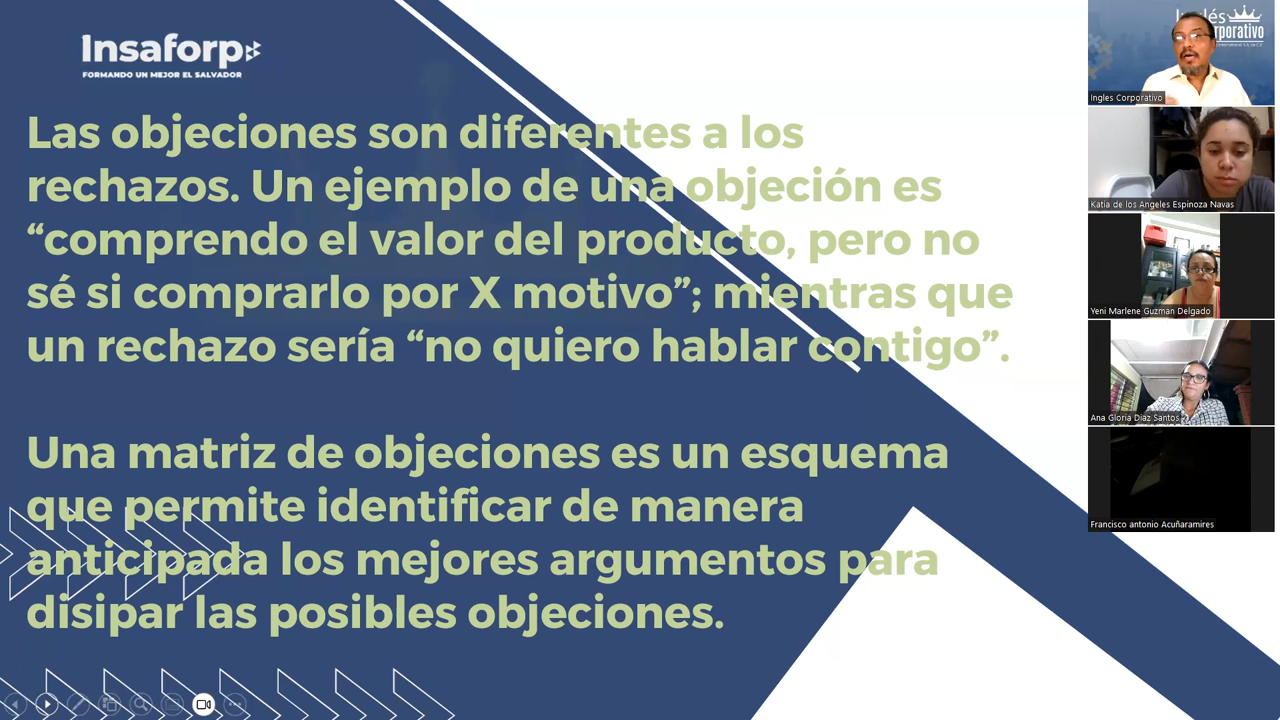 Insaforp
FORMANDO UN MEJOR EL SALVADOR
Las objeciones son diferentes a los
rechazos. Un ejemplo de una objeción es
“comprendo el valor del producto, pero no
sé si comprarlo por X motivo”; mientras que
un rechazo sería “no quiero hablar contigo”.
Una matriz de objeciones es un esquema
que permite identificar de manera
anticipada los mejores argumentos para
disipar las posibles objeciones.
Ingles Corporativo
Katia de los Angeles Espinoza Navas
Yeni Marlene Guzman Delgado
Ana Gloria Diaz Santos
Francisco antonio Acuñaramires